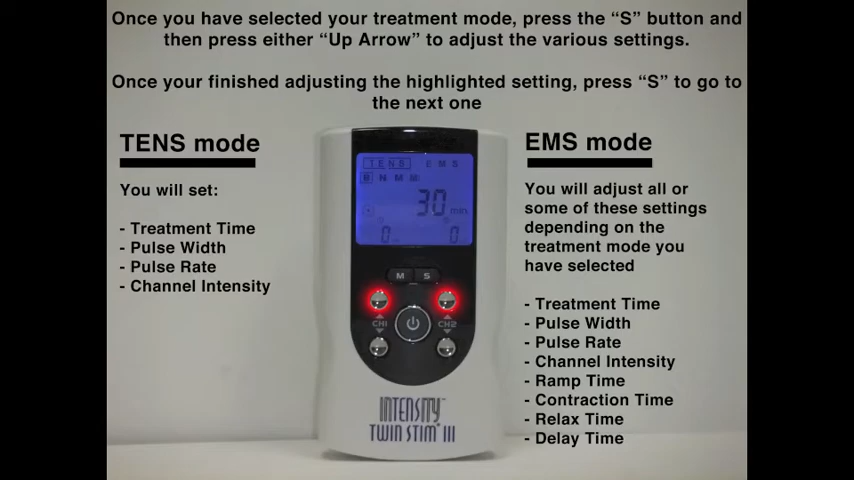 Once you have selected your treatment mode, press the “S” button and
then press either “Up Arrow” to adjust the various settings.
Once your finished adjusting the highlighted setting, press “S” to go to
the next one
TENS mode
You will set:
- Treatment Time
- Pulse Width
- Pulse Rate
- Channel Intensity
TENS EMS
B N M M
30 min
0 0
M S
CH1 CH2
INTENSITY™
TWIN STIM® III
EMS mode
You will adjust all or
some of these settings
depending on the
treatment mode you
have selected
- Treatment Time
- Pulse Width
- Pulse Rate
- Channel Intensity
- Ramp Time
- Contraction Time
- Relax Time
- Delay Time